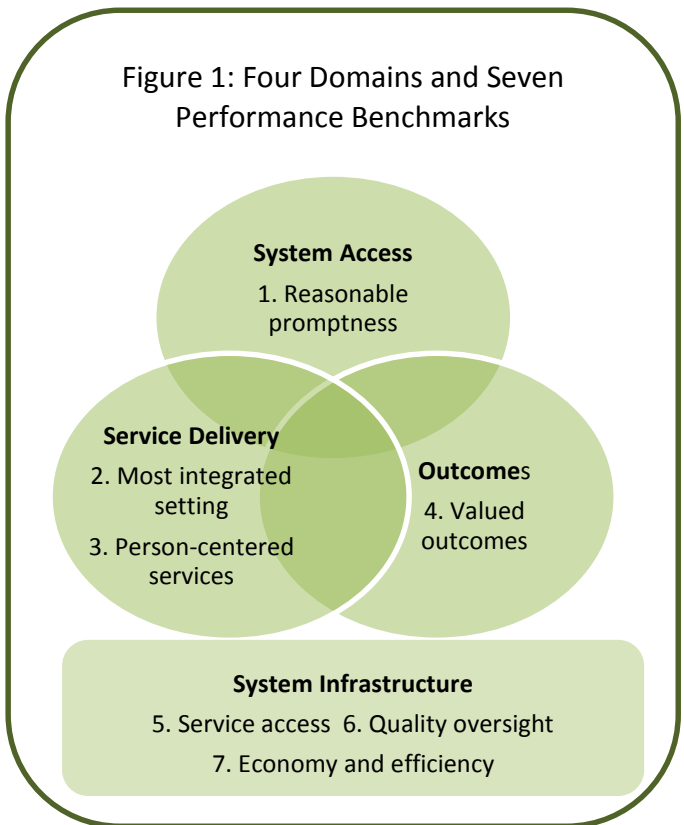 Figure 1: Four Domains and Seven
Performance Benchmarks
System Access
1. Reasonable
promptness
Service Delivery
2. Most integrated
setting
3. Person-centered
services
Outcomes
4. Valued
outcomes
System Infrastructure
5. Service access 6. Quality oversight
7. Economy and efficiency